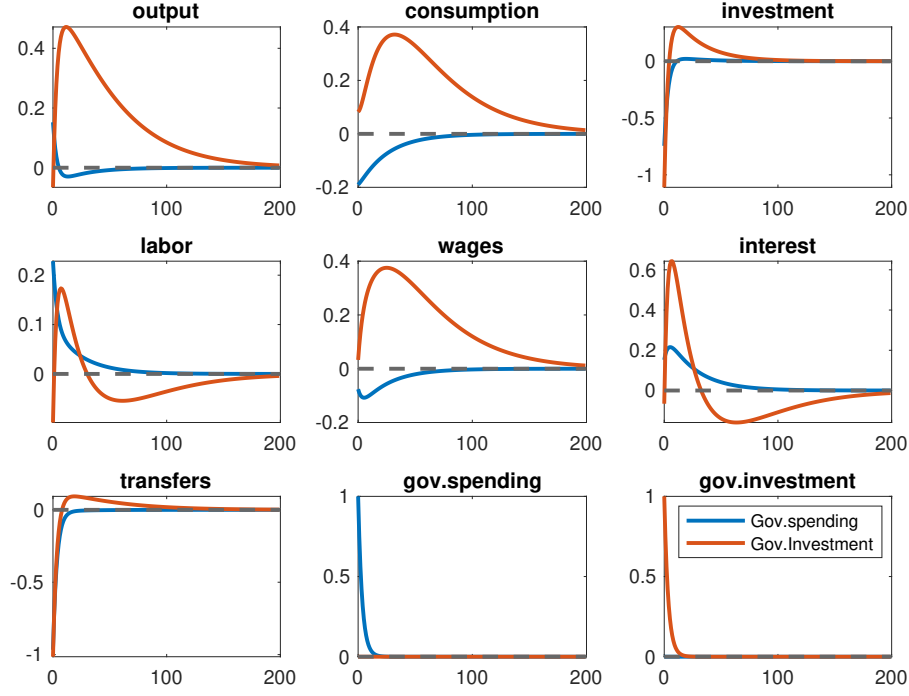 output
consumption
investment
0.4
0.2
0
0 100 200
0.4
0.2
0
-0.2
0 100 200
0
-0.5
-1
0 100 200
labor
wages
interest
0.2
0.1
0
0 100 200
0.4
0.2
0
-0.2
0 100 200
0.6
0.4
0.2
0
0 100 200
transfers
gov.spending
gov.investment
0
-0.5
-1
0 100 200
1
0.5
0
0 100 200
1
0.5
0
0 100 200
Gov.spending
Gov.Investment